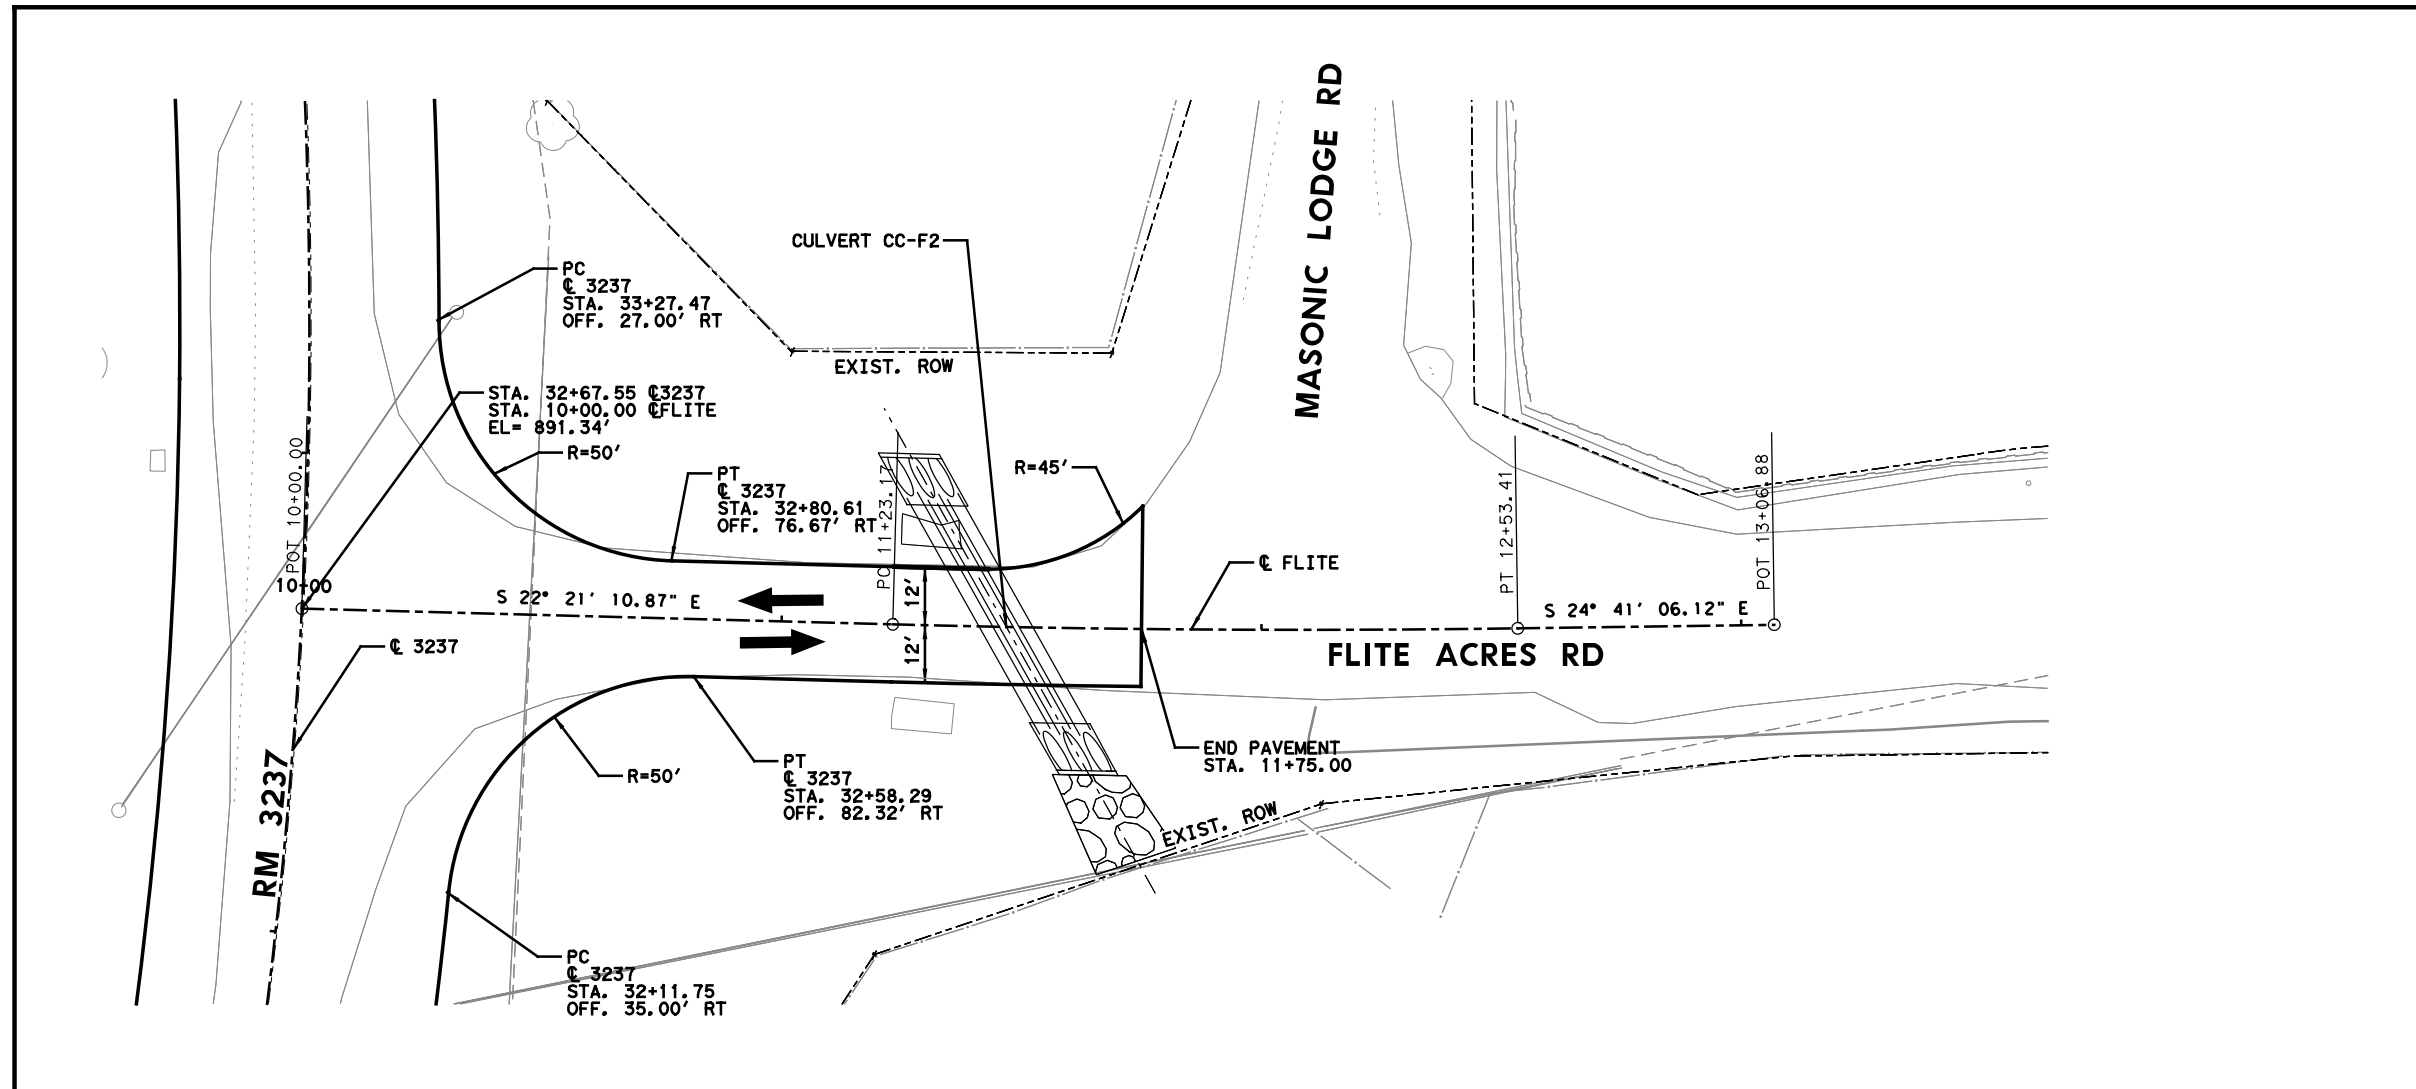 MASONIC LODGE RD
CULVERT CC-F2
PC
℄ 3237
STA. 33+27.47
OFF. 27.00' RT
EXIST. ROW
STA. 32+67.55 ℄3237
STA. 10+00.00 ℄FLITE
EL= 891.34'
R=50'
PT
℄ 3237
STA. 32+80.61
OFF. 76.67' RT
R=45'
POT 10+00.00
PC 11+23.17
PT 12+53.41
POT 13+06.88
10+00
℄ FLITE
S 22° 21' 10.87" E
12'
12'
S 24° 41' 06.12" E
FLITE ACRES RD
℄ 3237
RM 3237
R=50'
PT
℄ 3237
STA. 32+58.29
OFF. 82.32' RT
END PAVEMENT
STA. 11+75.00
EXIST. ROW
PC
℄ 3237
STA. 32+11.75
OFF. 35.00' RT